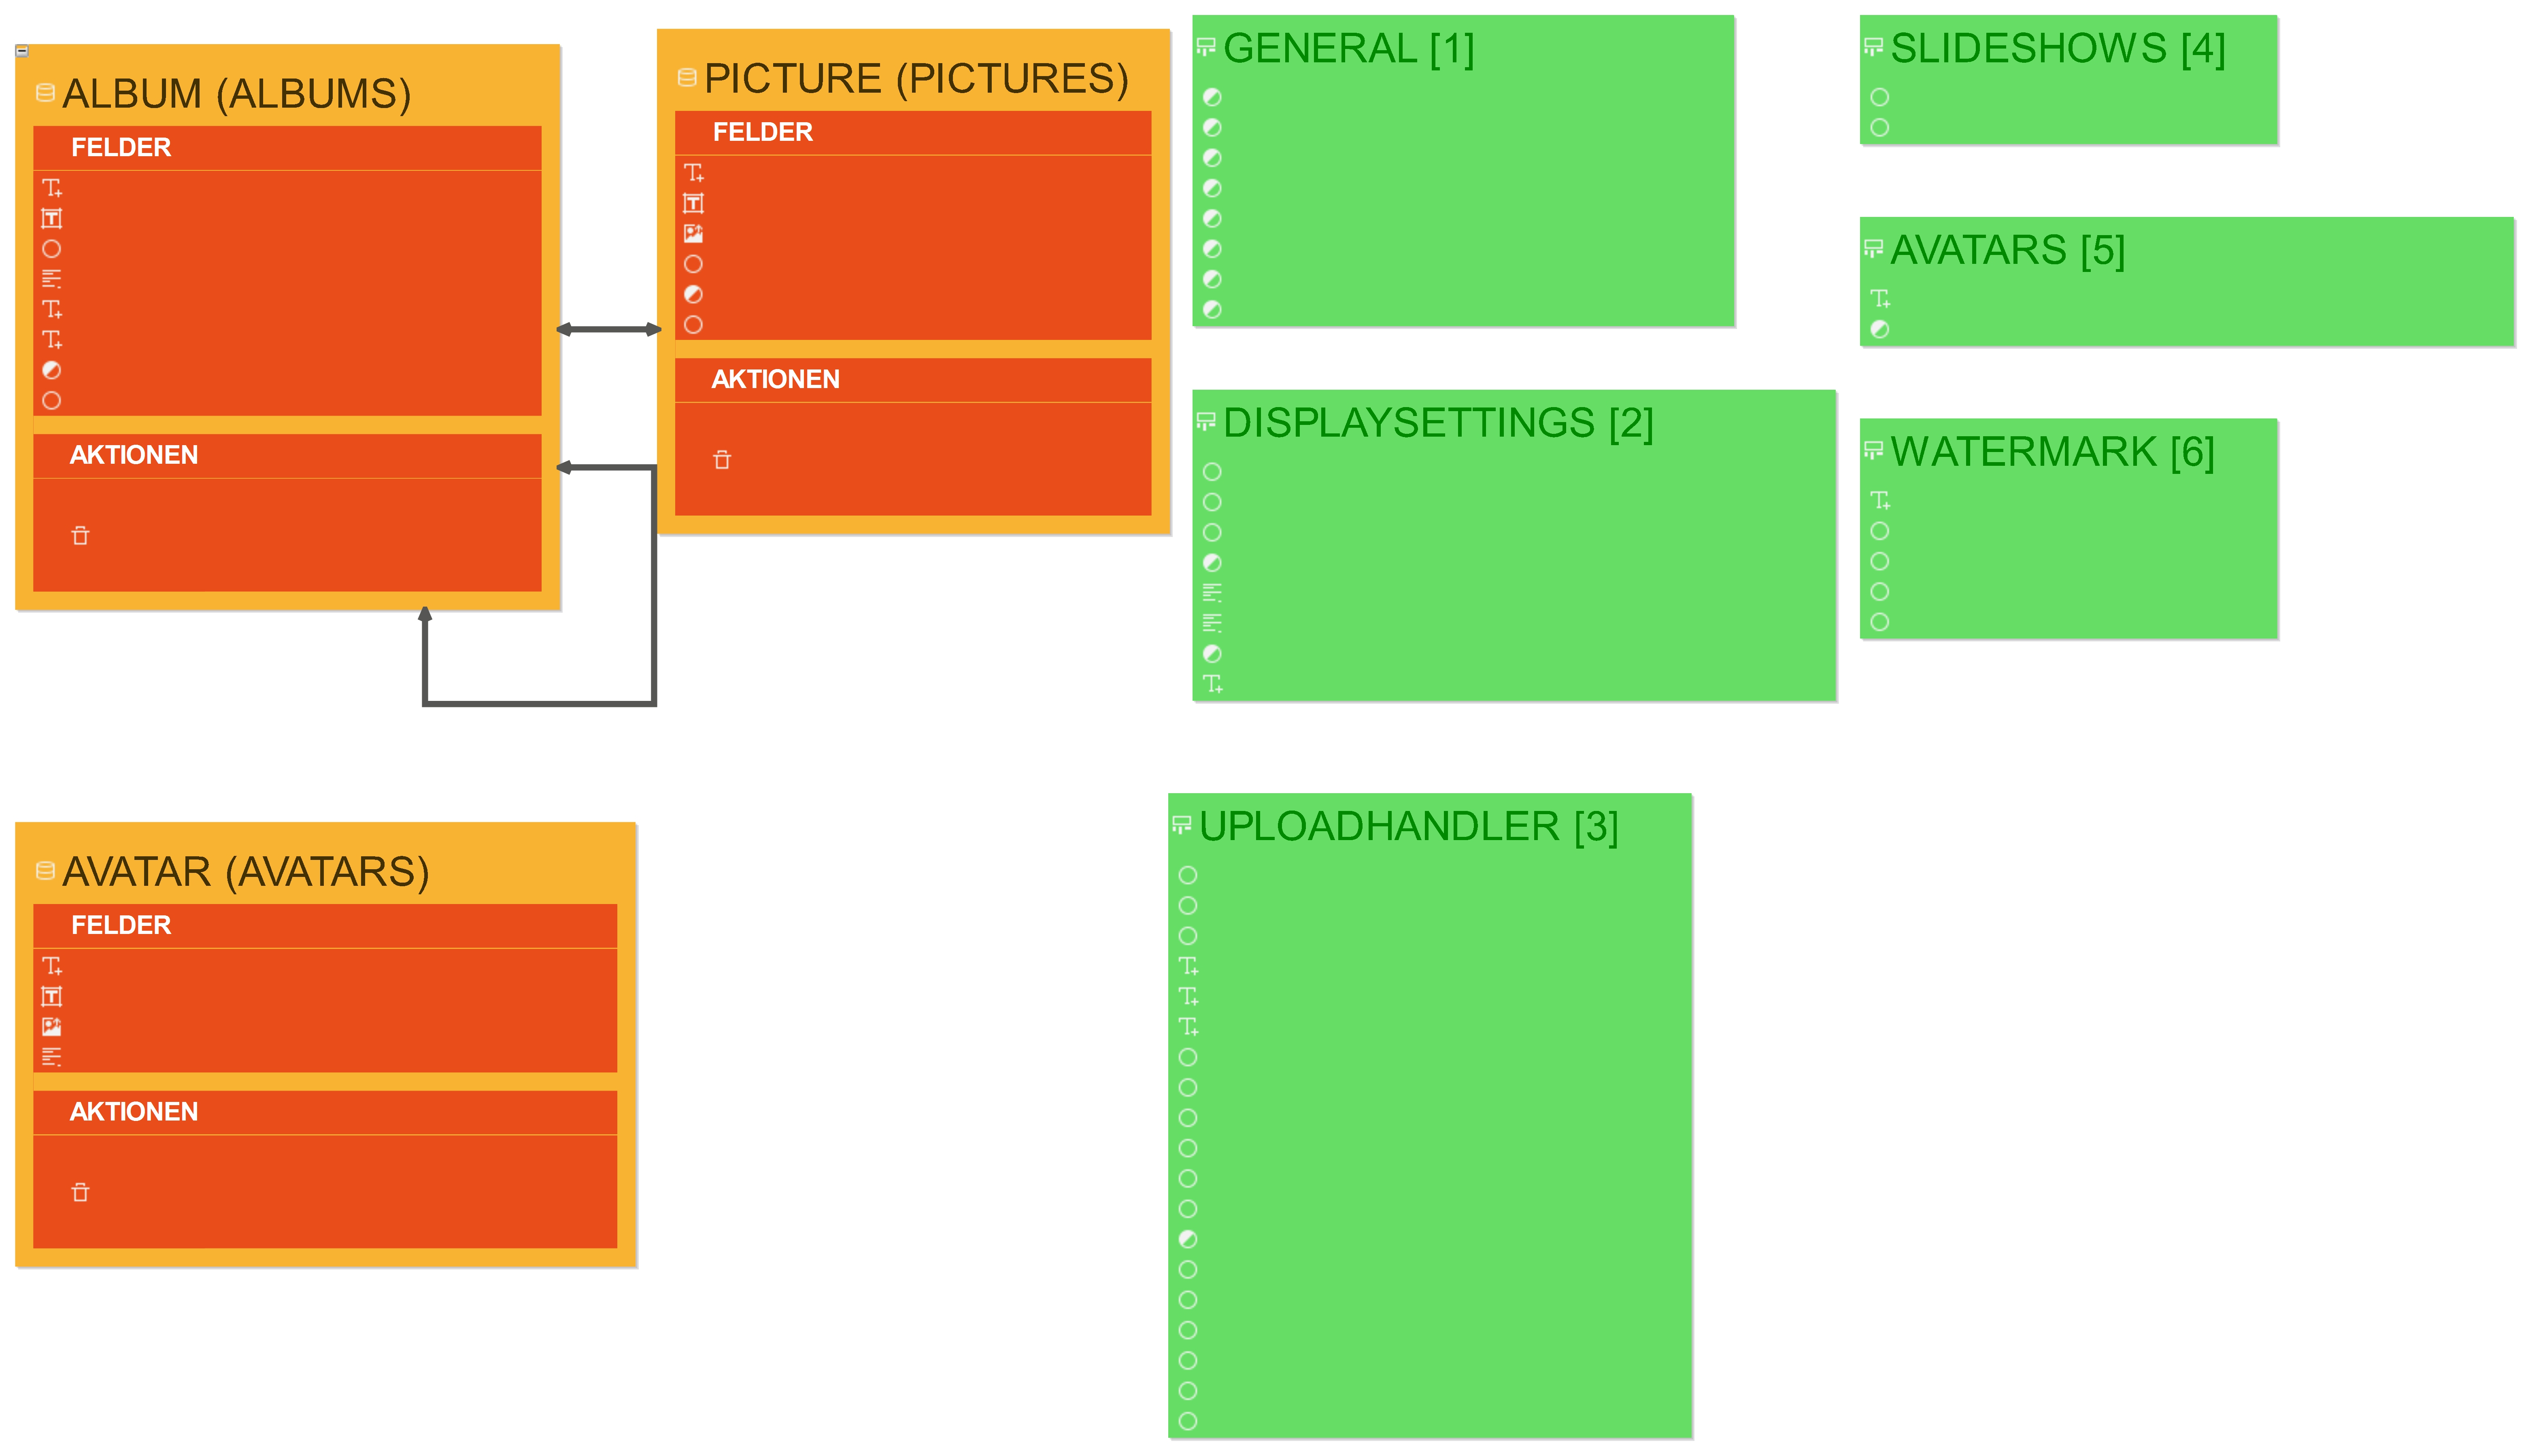 ALBUM (ALBUMS)
FELDER
AKTIONEN
PICTURE (PICTURES)
FELDER
AKTIONEN
AVATAR (AVATARS)
FELDER
AKTIONEN
GENERAL [1]
DISPLAYSETTINGS [2]
UPLOADHANDLER [3]
SLIDESHOWS [4]
AVATARS [5]
WATERMARK [6]